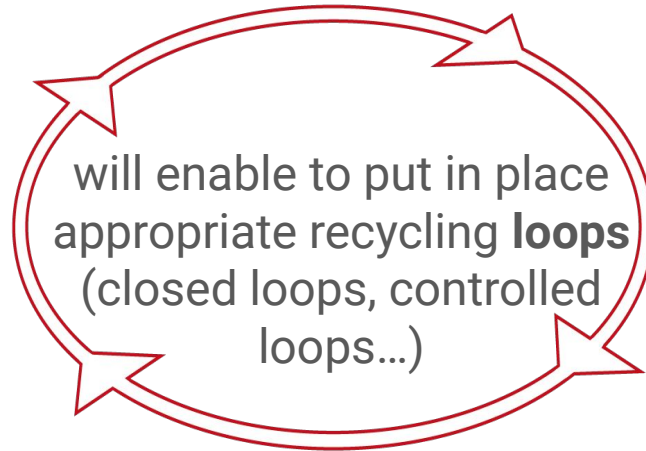 will enable to put in place
appropriate recycling loops
(closed loops, controlled
loops…)